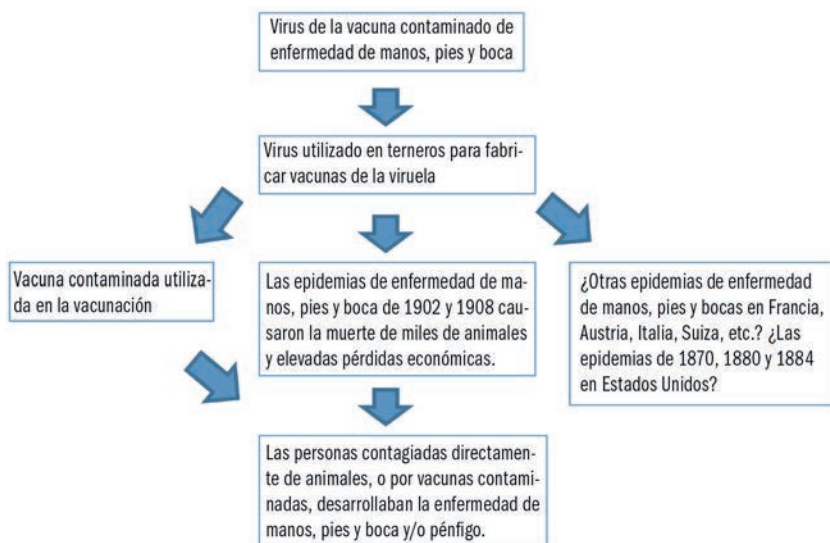 Virus de la vacuna contaminado de
enfermedad de manos, pies y boca
Virus utilizado en terneros para fabri-
car vacunas de la viruela
Vacuna contaminada utiliza-
da en la vacunación
Las epidemias de enfermedad de ma-
nos, pies y boca de 1902 y 1908 cau-
saron la muerte de miles de animales
y elevadas pérdidas económicas.
¿Otras epidemias de enfermedad
de manos, pies y bocas en Francia,
Austria, Italia, Suiza, etc.? ¿Las
epidemias de 1870, 1880 y 1884
en Estados Unidos?
Las personas contagiadas directamen-
te de animales, o por vacunas contami-
nadas, desarrollaban la enfermedad de
manos, pies y boca y/o pénfigo.